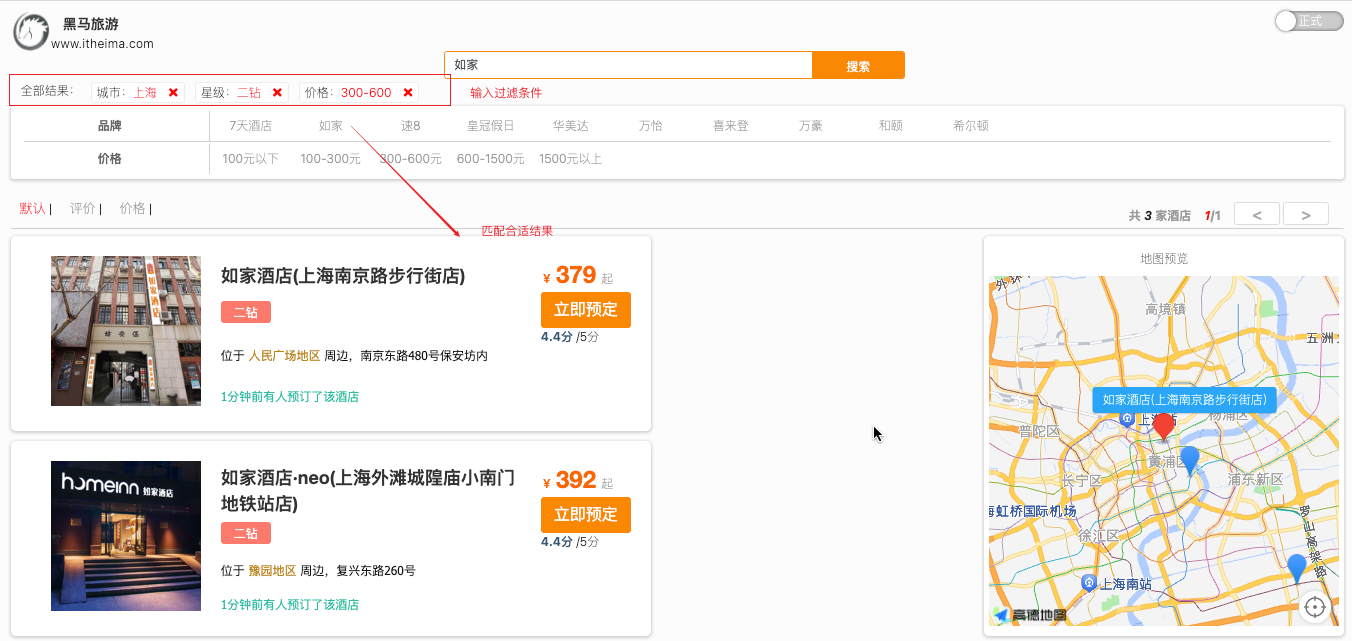 黑马旅游
www.itheima.com
正式
如家 搜索
全部结果： 城市：上海 ✖ 星级：二钻 ✖ 价格：300-600 ✖ 输入过滤条件
品牌 7天酒店 如家 速8 皇冠假日 华美达 万怡 喜来登 万豪 和颐 希尔顿
价格 100元以下 100-300元 300-600元 600-1500元 1500元以上
默认 | 评价 | 价格 |
共 3 家酒店 1/1 < >
匹配合适结果
如家酒店(上海南京路步行街店)
二钻
位于 人民广场地区 周边，南京东路480号保安坊内
1分钟前有人预订了该酒店
¥ 379 起
立即预定
4.4分 /5分
如家酒店
如家酒店·neo(上海外滩城隍庙小南门
地铁站店)
二钻
位于 豫园地区 周边，复兴东路260号
1分钟前有人预订了该酒店
¥ 392 起
立即预定
4.4分 /5分
homeinn 如家酒店
地图预览
外环
高境镇
五洲
如家酒店(上海南京路步行街店)
上海 站
杨浦区
普陀区
黄浦区
长宁区
浦东新区
虹桥国际机场
罗山高架路
徐汇区
上海南站
高德地图